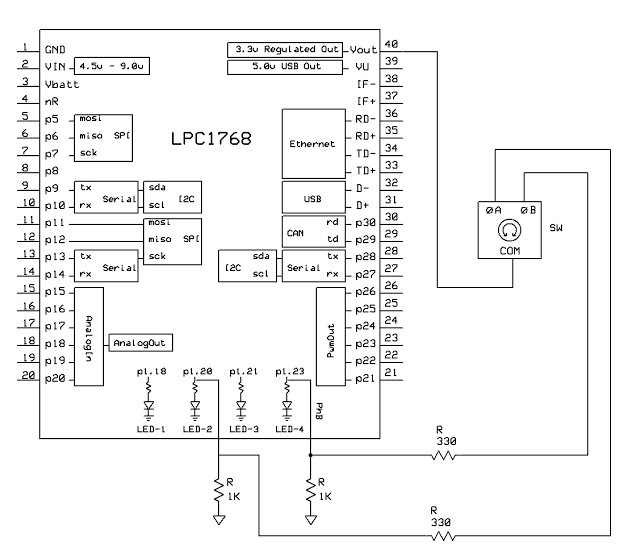 1 GND
3.3v Regulated Out Vout 40
2 VIN 4.5v - 9.0v
5.0v USB Out VU 39
3 Vbatt
IF- 38
4 nR
IF+ 37
5 p5 mosi
RD- 36
6 p6 miso SPI
LPC1768
Ethernet
RD+ 35
7 p7 sck
TD- 34
8 p8
TD+ 33
9 p9 tx Serial sda I2C
USB
D- 32
10 p10 rx scl
D+ 31
11 p11 mosi
CAN rd p30 30
12 p12 miso SPI
td p29 29
13 p13 tx Serial sck
I2C sda Serial tx p28 28
14 p14 rx
scl rx p27 27
15 p15 AnalogIn
PwmOut p26 26
16 p16
p25 25
17 p17
p24 24
18 p18 AnalogOut
p23 23
19 p19
p22 22
20 p20
p21 21
p1.18 p1.20 p1.21 p1.23
LED-1 LED-2 LED-3 LED-4
PnB
ØA ØB
SW
COM
R
330
R
1K
R
1K
R
330